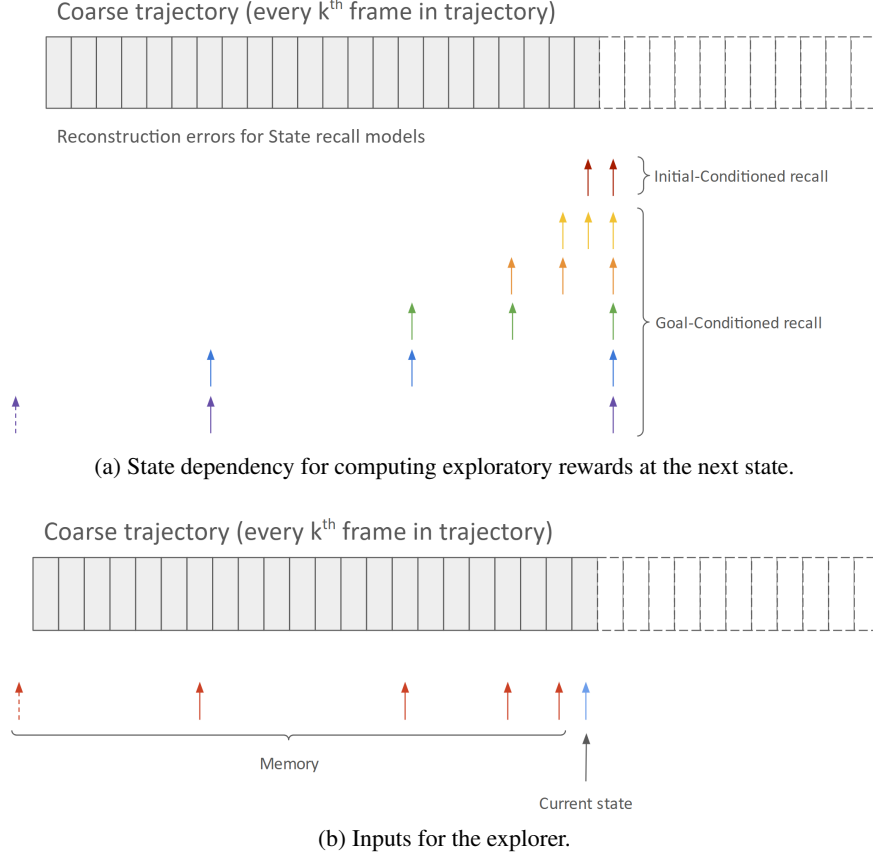 Coarse trajectory (every kth frame in trajectory)
Reconstruction errors for State recall models
Initial-Conditioned recall
Goal-Conditioned recall
(a) State dependency for computing exploratory rewards at the next state.
Coarse trajectory (every kth frame in trajectory)
Memory
Current state
(b) Inputs for the explorer.